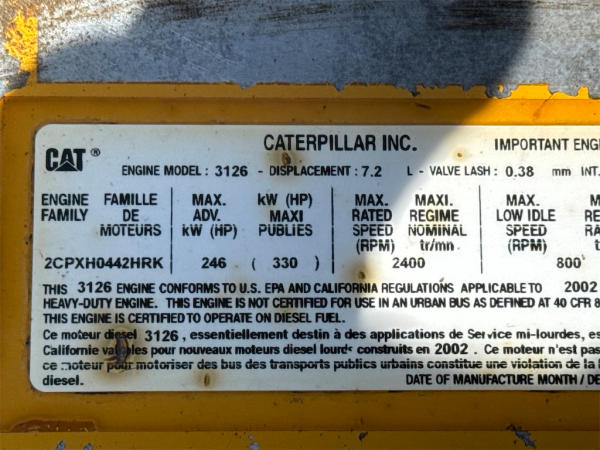 CAT® CATERPILLAR INC. IMPORTANT ENGI
ENGINE MODEL : 3126 - DISPLACEMENT : 7.2 L - VALVE LASH : 0.38 mm INT.
ENGINE FAMILLE MAX. kW (HP) MAX. MAXI. MAX. M
FAMILY DE ADV. MAXI RATED REGIME LOW IDLE RE
MOTEURS kW (HP) PUBLIES SPEED NOMINAL SPEED RA
(RPM) tr/mn (RPM) t
2CPXH0442HRK 246 ( 330 ) 2400 800
THIS 3126 ENGINE CONFORMS TO U.S. EPA AND CALIFORNIA REGULATIONS APPLICABLE TO 2002
HEAVY-DUTY ENGINE. THIS ENGINE IS NOT CERTIFIED FOR USE IN AN URBAN BUS AS DEFINED AT 40 CFR 8
THIS ENGINE IS CERTIFIED TO OPERATE ON DIESEL FUEL.
Ce moteur diesel 3126, essentiellement destin à des applications de Service mi-lourdes, es
Californie valables pour nouveaux moteurs diesel lourds construits en 2002 . Ce moteur n'est pas
ce moteur pour motoriser des bus des transports publics urbains constitue une violation de la
diesel. DATE OF MANUFACTURE MONTH / DE